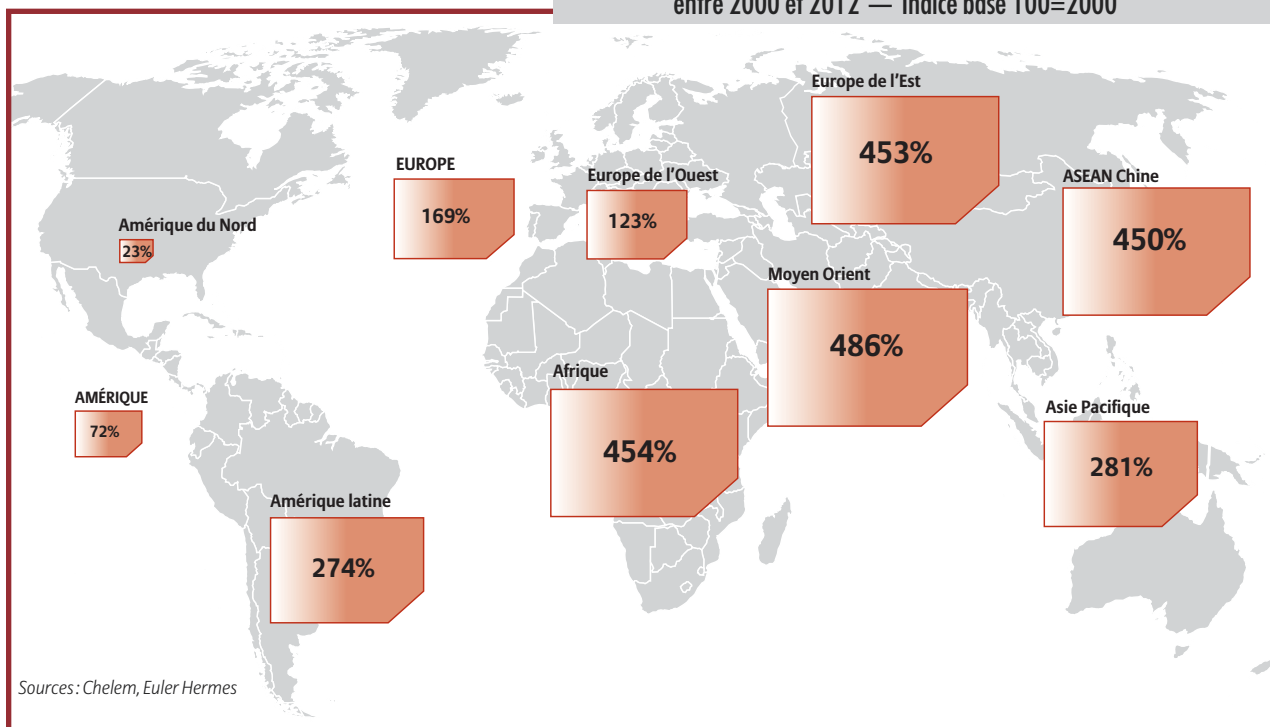 entre 2000 et 2012 — Indice base 100=2000
Europe de l'Est
453%
EUROPE
169%
Europe de l'Ouest
123%
ASEAN Chine
450%
Amérique du Nord
23%
Moyen Orient
486%
Afrique
454%
AMÉRIQUE
72%
Asie Pacifique
281%
Amérique latine
274%
Sources : Chelem, Euler Hermes